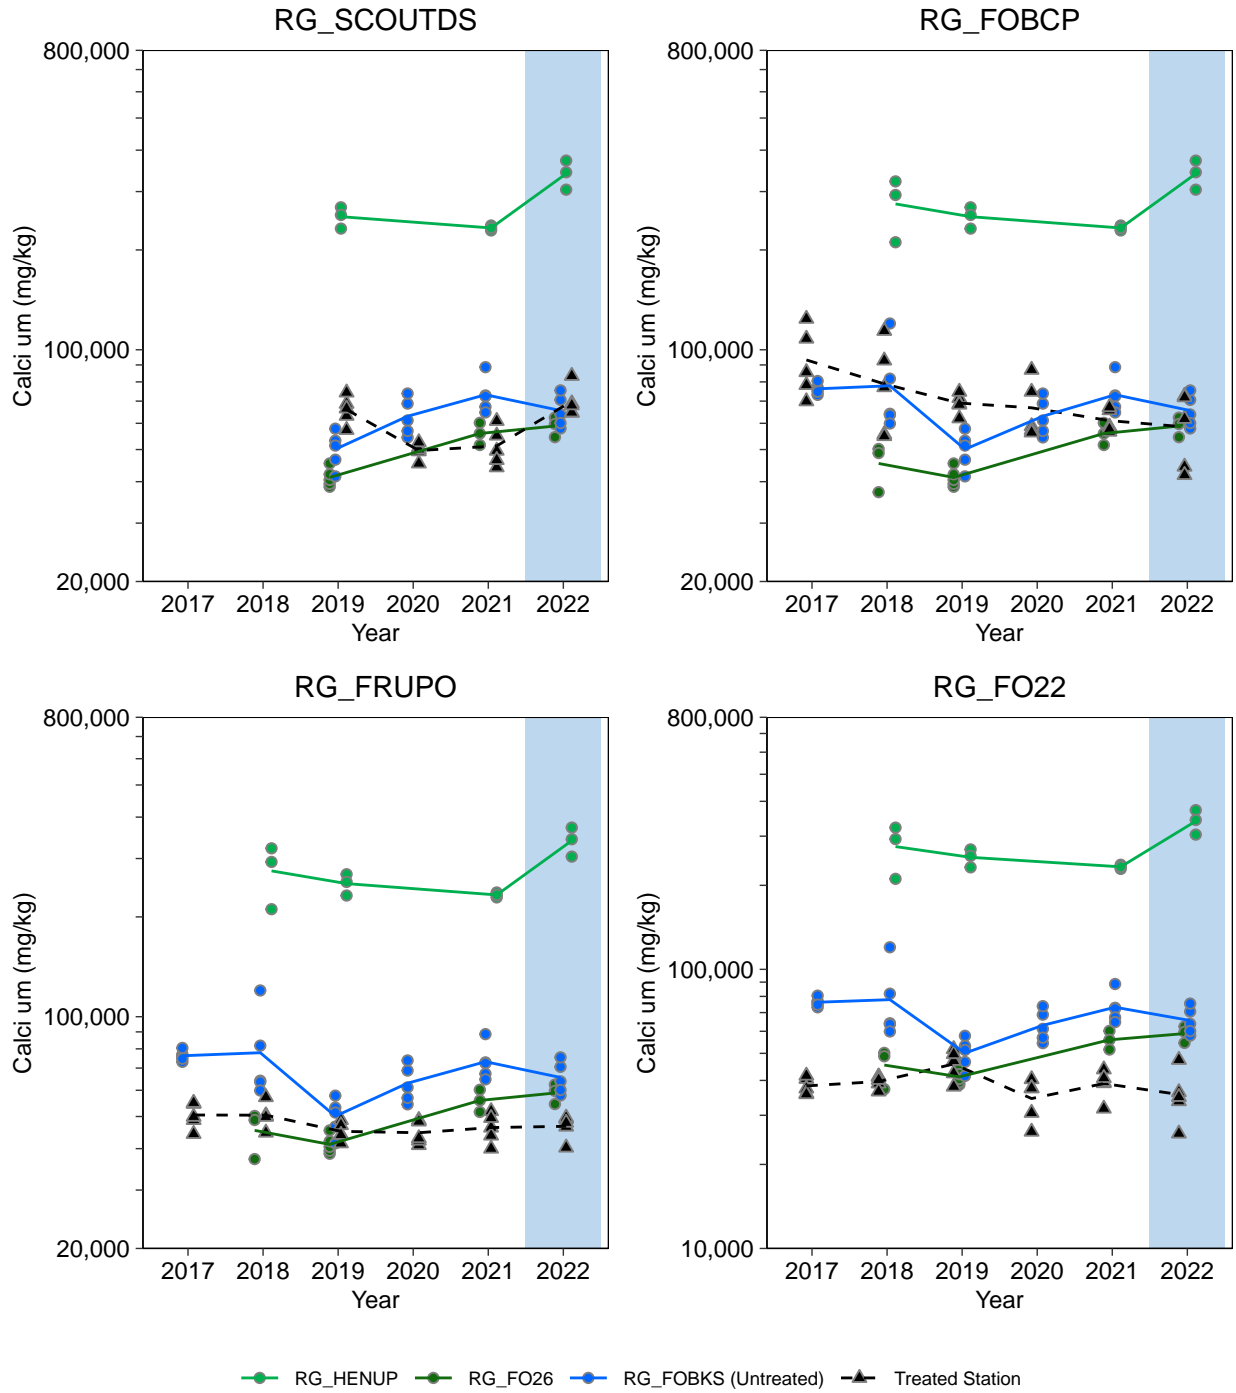 RG_SCOUTDS
RG_FOBCP
800,000
100,000
20,000
Calci um (mg/kg)
2017 2018 2019 2020 2021 2022
Year
800,000
100,000
20,000
Calci um (mg/kg)
2017 2018 2019 2020 2021 2022
Year
RG_FRUPO
RG_FO22
800,000
100,000
20,000
Calci um (mg/kg)
2017 2018 2019 2020 2021 2022
Year
800,000
100,000
10,000
Calci um (mg/kg)
2017 2018 2019 2020 2021 2022
Year
RG_HENUP RG_FO26 RG_FOBKS (Untreated) Treated Station